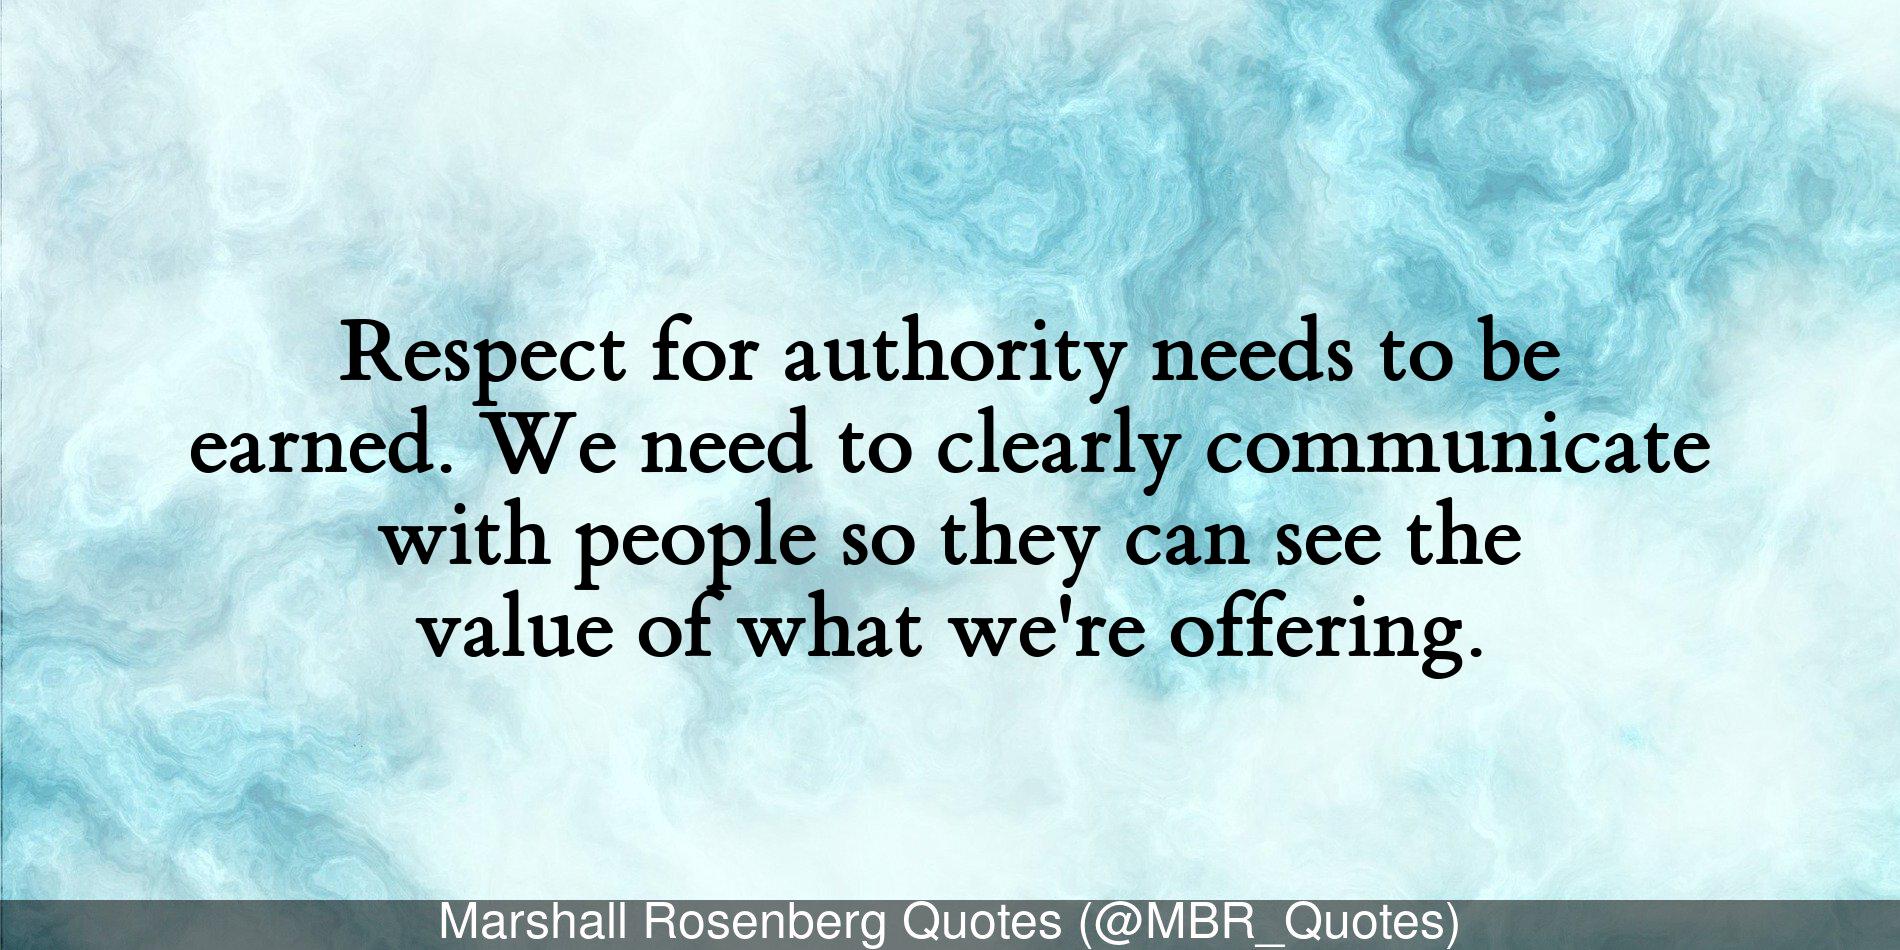 Respect for authority needs to be
earned. We need to clearly communicate
with people so they can see the
value of what we're offering.
Marshall Rosenberg Quotes (@MBR_Quotes)